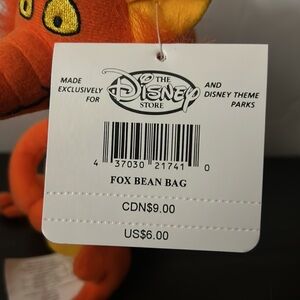 MADE EXCLUSIVELY FOR
THE
Disney
STORE
AND DISNEY THEME PARKS
4 37030 21741 0
FOX BEAN BAG
CDN$9.00
US$6.00